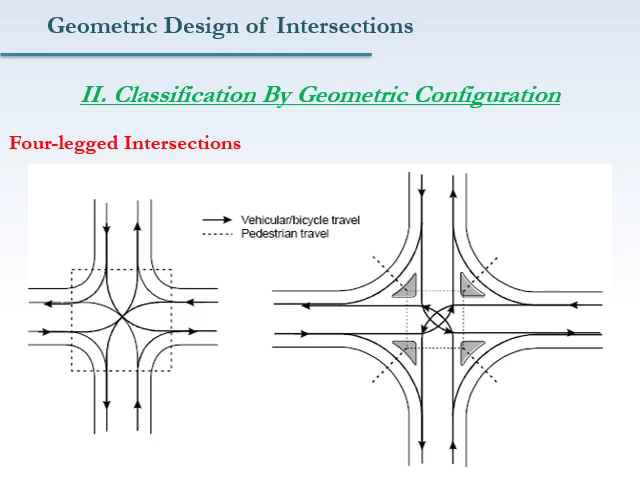 Geometric Design of Intersections
II. Classification By Geometric Configuration
Four-legged Intersections
Vehicular/bicycle travel
Pedestrian travel